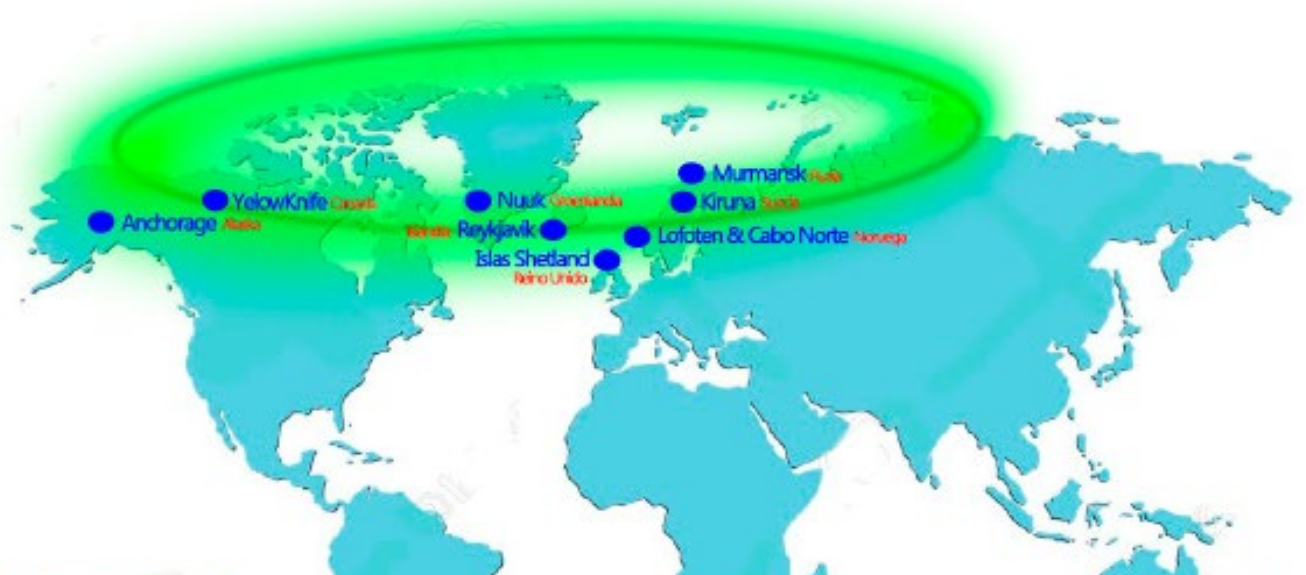 Murmansk Rusia
YelowKnife Canadá
Nuuk Groenlandia
Kiruna Suecia
Anchorage Alaska
Islandia Reykjavik
Lofoten & Cabo Norte Noruega
Islas Shetland
Reino Unido